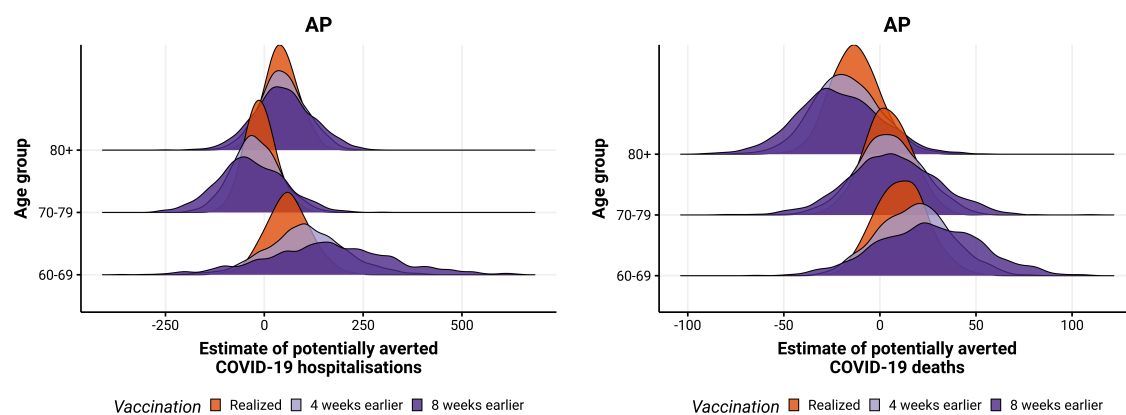 AP
Age group
80+
70-79
60-69
-250 0 250 500
Estimate of potentially averted
COVID-19 hospitalisations
Vaccination Realized 4 weeks earlier 8 weeks earlier
AP
Age group
80+
70-79
60-69
-100 -50 0 50 100
Estimate of potentially averted
COVID-19 deaths
Vaccination Realized 4 weeks earlier 8 weeks earlier